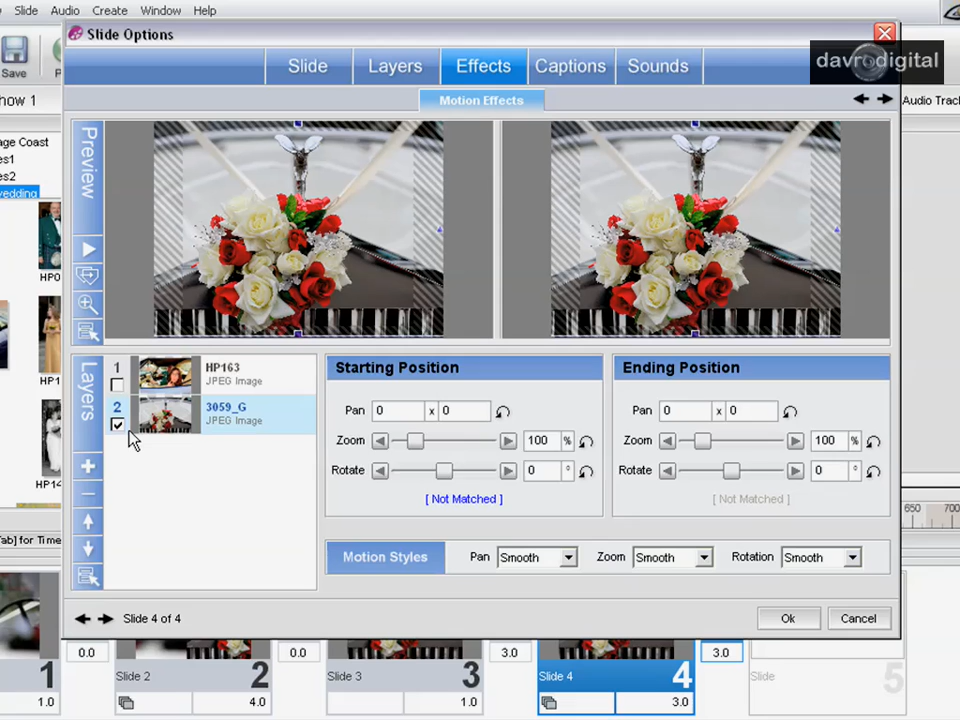 Slide Audio Create Window Help
Slide Options
davrodigital
Save
Slide Layers Effects Captions Sounds
how 1
Audio Track
Motion Effects
age Coast
es1
es2
wedding
Preview
HP0
HP1
HP14
Layers
1 HP163
JPEG Image
2 3059_G
JPEG Image
Starting Position
Pan 0 x 0
Zoom 100 %
Rotate 0 °
[ Not Matched ]
Ending Position
Pan 0 x 0
Zoom 100 %
Rotate 0 °
[ Not Matched ]
650 700
Tab] for Time
Motion Styles Pan Smooth Zoom Smooth Rotation Smooth
Slide 4 of 4
Ok Cancel
0.0 0.0 3.0 3.0
1 Slide 2 2 Slide 3 3 Slide 4 4 Slide 5
1.0 4.0 1.0 3.0